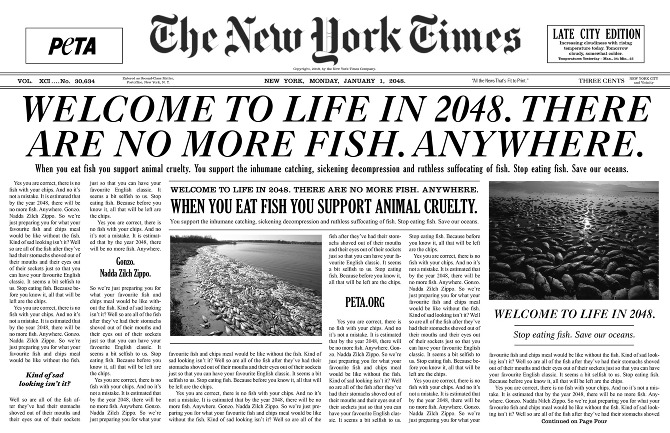 PETA
The New York Times
Copyright, 2048, by The New York Times Company.
LATE CITY EDITION
Increasing cloudiness with rising
temperature today. Tomorrow
cloudy, somewhat colder.
VOL. XCI....No. 30,634
Entered as Second-Class Matter,
Postoffice, New York, N. Y.
NEW YORK, MONDAY, JANUARY 1, 2048.
"All the News That's Fit to Print."
THREE CENTS
NEW YORK CITY
and Vicinity
WELCOME TO LIFE IN 2048. THERE
ARE NO MORE FISH. ANYWHERE.
When you eat fish you support animal cruelty. You support the inhumane catching, sickening decompression and ruthless suffocating of fish. Stop eating fish. Save our oceans.
Yes you are correct, there is no
fish with your chips. And no it's
not a mistake. It is estimated that
by the year 2048, there will be
no more fish. Anywhere. Gonzo.
Nadda Zilch Zippo. So we're
just preparing you for what your
favourite fish and chips meal
would be like without the fish.
Kind of sad looking isn't it? Well
so are all of the fish after they've
had their stomachs shoved out of
their mouths and their eyes out
of their sockets just so that you
can have your favourite English
classic. It seems a bit selfish to
us. Stop eating fish. Because be-
fore you know it, all that will be
left are the chips.
Yes you are correct, there is no
fish with your chips. And no it's
not a mistake. It is estimated that
by the year 2048, there will be
no more fish. Anywhere. Gonzo.
Nadda Zilch Zippo. So we're
just preparing you for what your
favourite fish and chips meal
would be like without the fish.
Kind of sad
looking isn't it?
Well so are all of the fish af-
ter they've had their stomachs
shoved out of their mouths and
their eyes out of their sockets
just so that you can have your
favorite English classic. It
seems a bit selfish to us. Stop
eating fish. Because before you
know it, all that will be left are
the chips.
Yes you are correct, there is no
fish with your chips. And no it's
not a mistake. It is estimated
that by the year 2048, there will
be no more fish. Anywhere.
Gonzo.
Nadda Zilch Zippo.
So we're just preparing you for
what your favourite fish and
chips meal would be like with-
out the fish. Kind of sad looking
isn't it? Well so are all of the
fish after they've had their
stomachs shoved out of their
mouths and their eyes out of
their sockets just so that you
can have your favourite English
classic. It seems a bit selfish to
us. Stop eating fish. Because
before you know it, all that will
be left are the chips.
Yes you are correct, there is no
fish with your chips. And no it's
not a mistake. It is estimated that
by the year 2048, there will be
no more fish. Anywhere. Gonzo.
Nadda Zilch Zippo. So we're
just preparing you for what your
WELCOME TO LIFE IN 2048. THERE ARE NO MORE FISH. ANYWHERE.
WHEN YOU EAT FISH YOU SUPPORT ANIMAL CRUELTY.
You support the inhumane catching, sickening decompression and ruthless suffocating of fish. Stop eating fish. Save our oceans.
favourite fish and chips meal would be like without the fish. Kind of
sad looking isn't it? Well so are all of the fish after they've had their
stomachs shoved out of their mouths and their eyes out of their sockets
just so that you can have your favourite English classic. It seems a bit
selfish to us. Stop eating fish. Because before you know it, all that will
be left are the chips.
Yes you are correct, there is no fish with your chips. And no it's not
a mistake. It is estimated that by the year 2048, there will be no more
fish. Anywhere. Gonzo. Nadda Zilch Zippo. So we're just pre-
paring you for what your favourite fish and chips meal would be like
without the fish. Kind of sad looking isn't it? Well so are all of the fish
after they've had their stom-
achs shoved out of their mouths
and their eyes out of their sock-
ets just so that you can have your
favourite English classic. It seems
a bit selfish to us. Stop eating fish.
Because before you know it,
all that will be left are the chips.
PETA.ORG
Yes you are correct, there is
no fish with your chips. And no
it's not a mistake. It is estimated
that by the year 2048, there will
be no more fish. Anywhere. Gon-
zo. Nadda Zilch Zippo. So we're
just preparing you for what your
favourite fish and chips meal
would be like without the fish.
Kind of sad looking isn't it? Well
so are all of the fish after they've
had their stomachs shoved out of
their mouths and their eyes out
of their sockets just so that you
can have your favourite English
classic. It seems a bit selfish to us.
Stop eating fish. Because before
you know it, all that will be left
are the chips.
Yes you are correct, there is no
fish with your chips. And no it's
not a mistake. It is estimated that
by the year 2048, there will be
no more fish. Anywhere. Gonzo.
Nadda Zilch Zippo. So we're
just preparing you for what your
favourite fish and chips meal
would be like without the fish.
Kind of sad looking isn't it? Well
so are all of the fish after they've
had their stomachs shoved out of
their mouths and their eyes out
of their sockets just so that you
can have your favourite English
classic. It seems a bit selfish to
us. Stop eating fish. Because be-
fore you know it, all that will be
left are the chips.
Yes you are correct, there is no
fish with your chips. And no it's
not a mistake. It is estimated that
by the year 2048, there will be
no more fish. Anywhere. Gonzo.
Nadda Zilch Zippo. So we're
just preparing you for what your
WELCOME TO LIFE IN 2048.
Stop eating fish. Save our oceans.
favourite fish and chips meal would be like without the fish. Kind of sad look-
ing isn't it? Well so are all of the fish after they've had their stomachs shoved
out of their mouths and their eyes out of their sockets just so that you can have
your favourite English classic. It seems a bit selfish to us. Stop eating fish.
Because before you know it, all that will be left are the chips.
Yes you are correct, there is no fish with your chips. And no it's not a mis-
take. It is estimated that by the year 2048, there will be no more fish. Any-
where. Gonzo. Nadda Zilch Zippo. So we're just preparing you for what your
favourite fish and chips meal would be like without the fish. Kind of sad look-
ing isn't it? Well so are all of the fish after they've had their stomachs shoved
Continued on Page Four